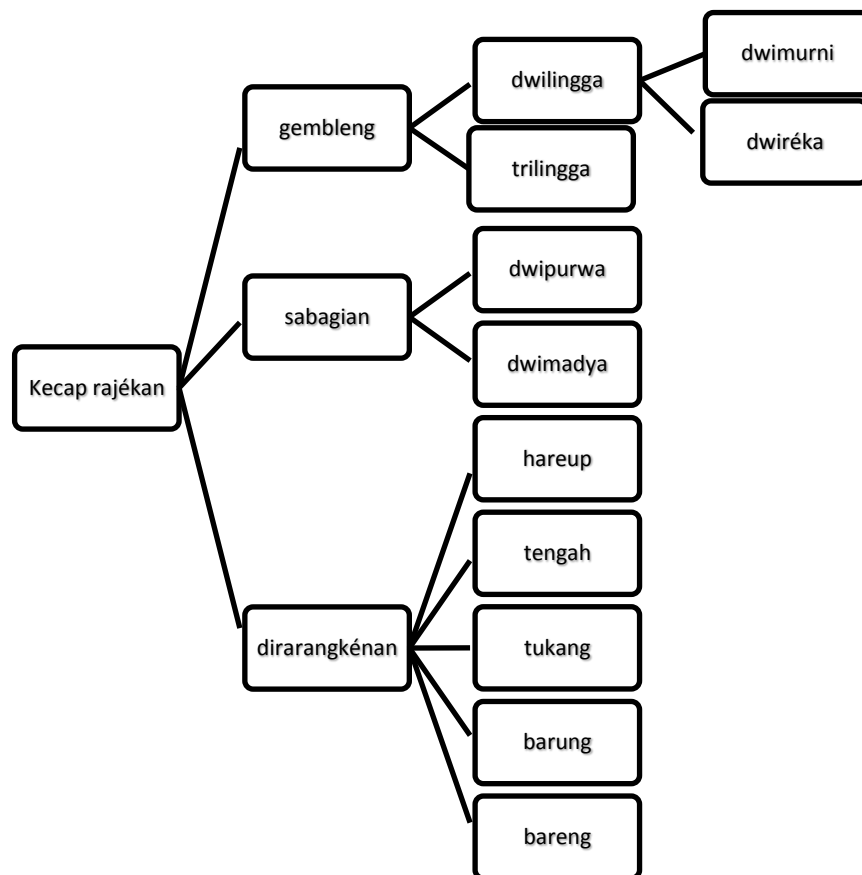 Kecap rajékan
gembleng
dwilingga
dwimurni
dwiréka
trilingga
sabagian
dwipurwa
dwimadya
dirarangkénan
hareup
tengah
tukang
barung
bareng